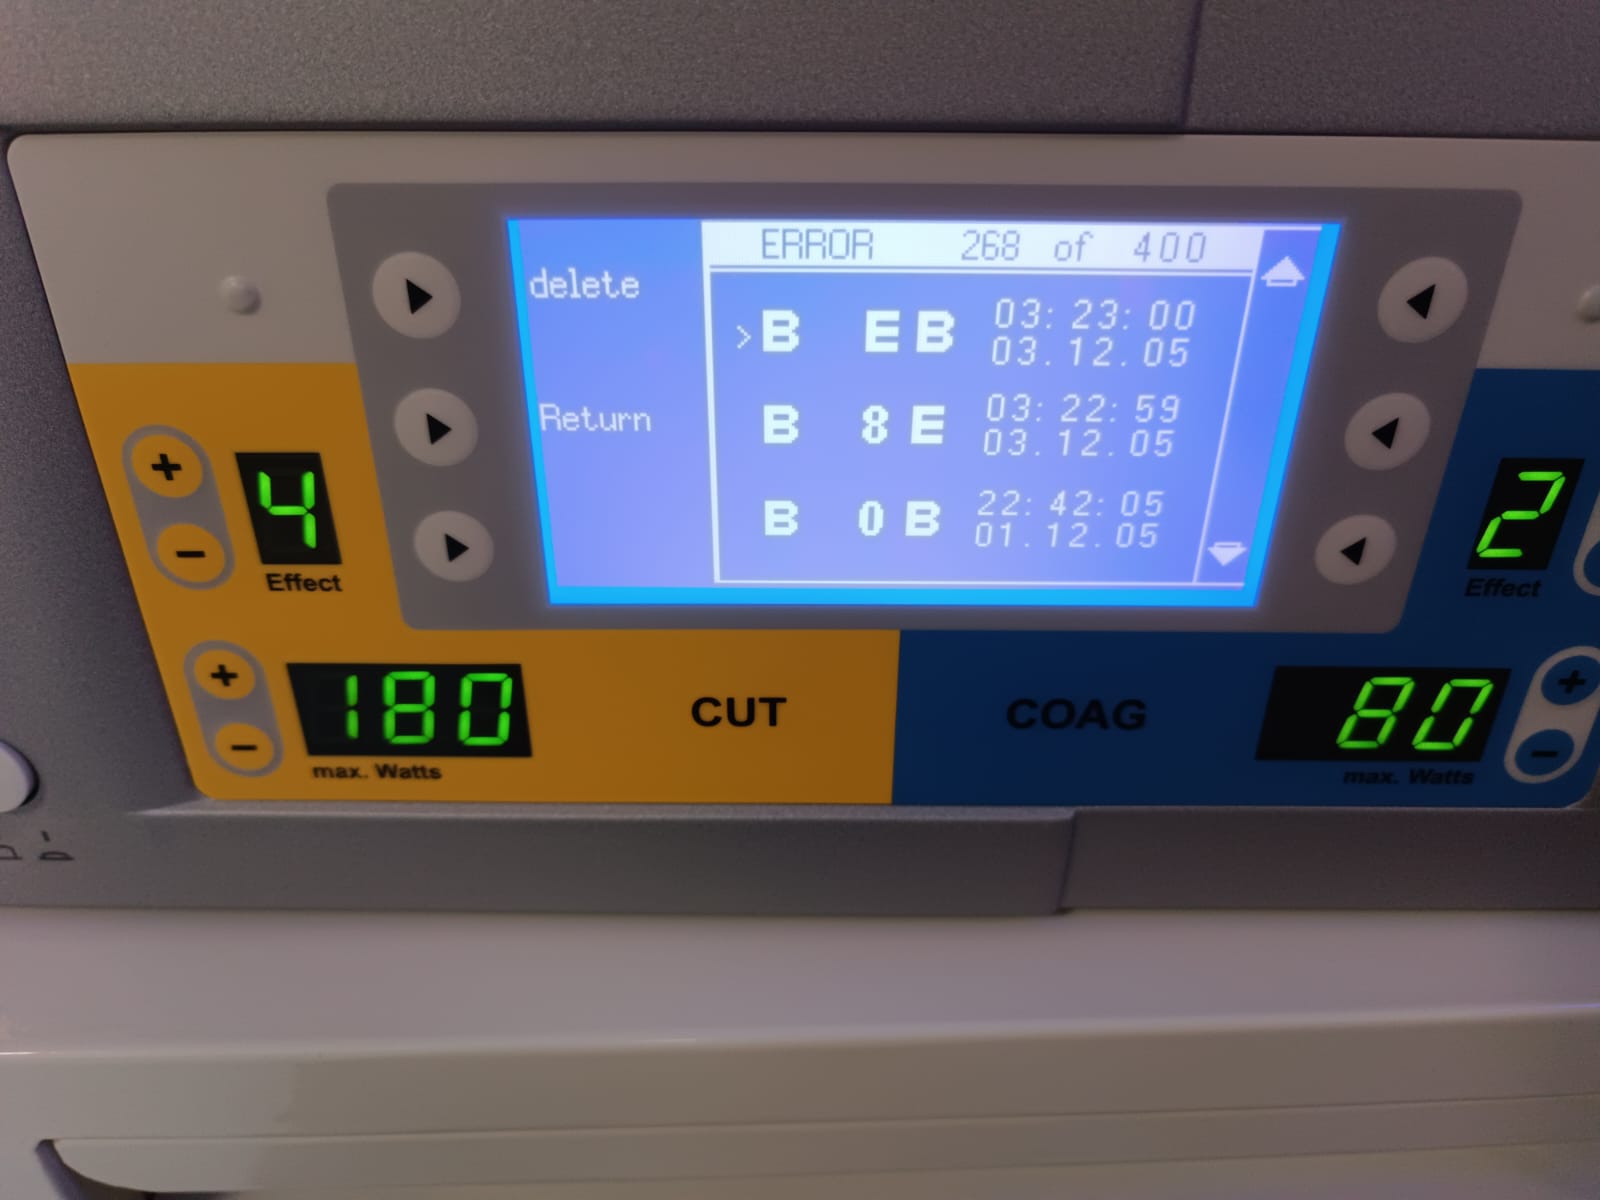 ERROR 268 of 400
delete
>B EB 03:23:00
03.12.05
Return
B 8E 03:22:59
03.12.05
B 0B 22:42:05
01.12.05
+
-
4
Effect
2
Effect
+
-
180
max. Watts
CUT
COAG
80
max. Watts
+
-